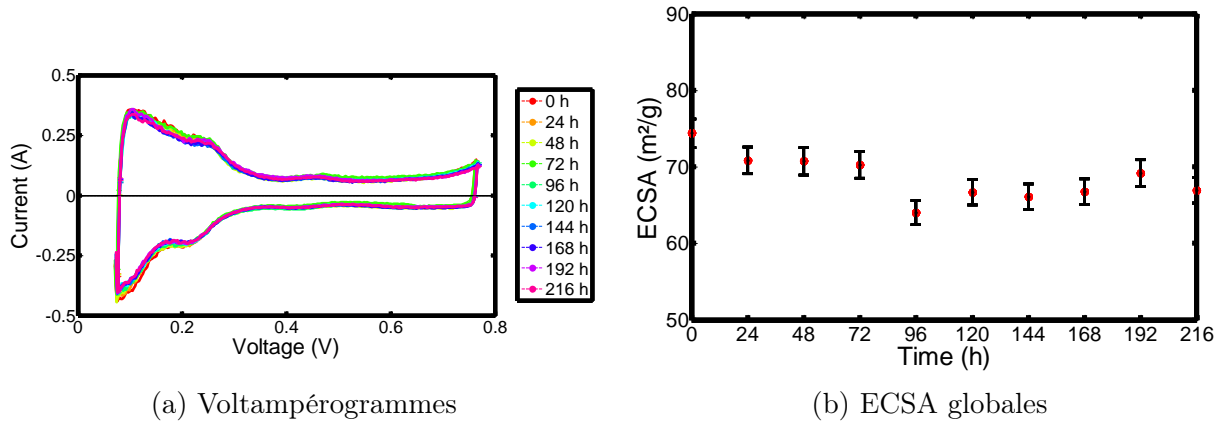 0.5
0.25
0
-0.25
-0.5
Current (A)
0
0.2
0.4
0.6
0.8
Voltage (V)
0 h
24 h
48 h
72 h
96 h
120 h
144 h
168 h
192 h
216 h
(a) Voltampérogrammes
90
80
70
60
50
ECSA (m²/g)
0
24
48
72
96
120
144
168
192
216
Time (h)
(b) ECSA globales